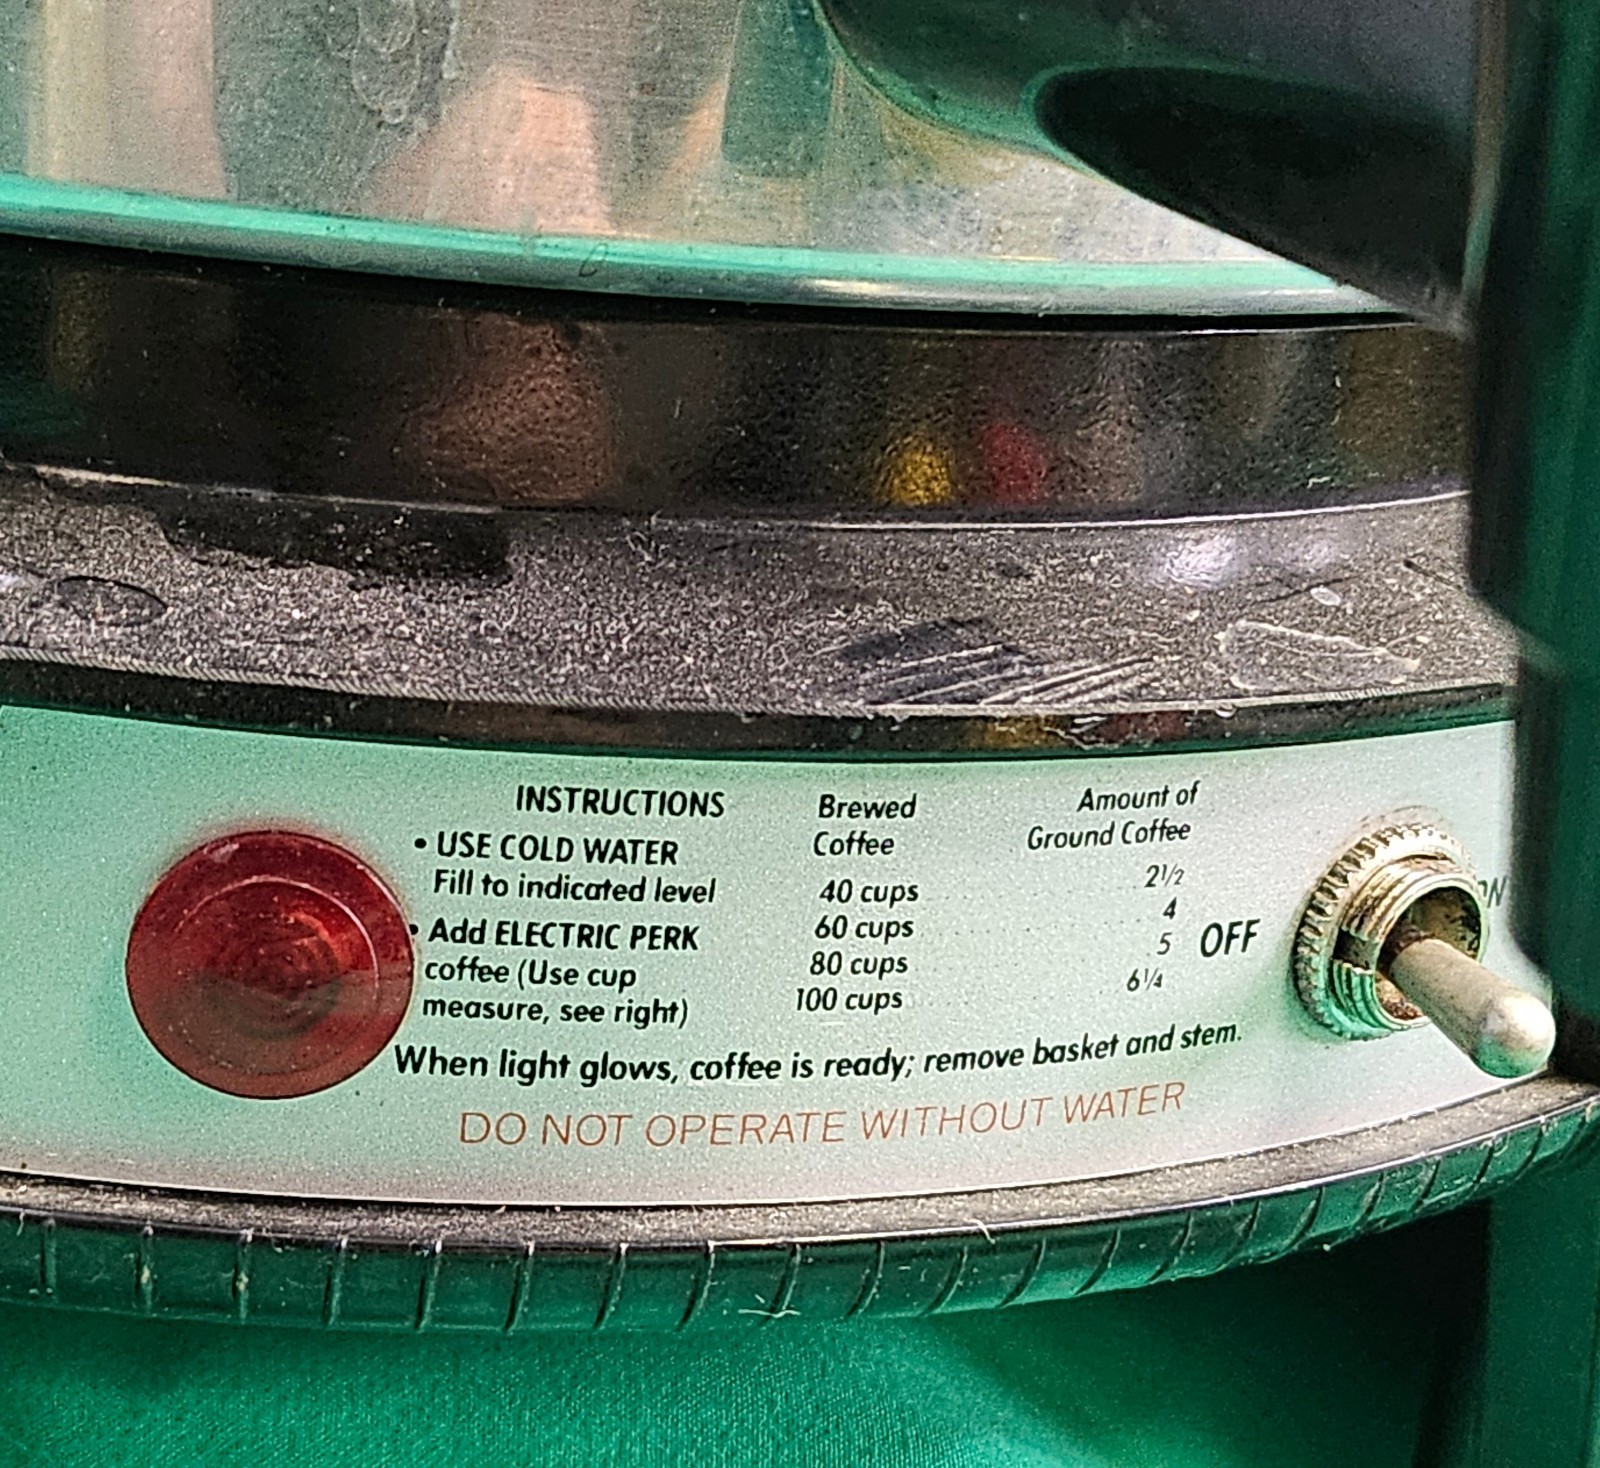 INSTRUCTIONS
• USE COLD WATER
Fill to indicated level
• Add ELECTRIC PERK
coffee (Use cup
measure, see right)
Brewed Amount of
Coffee Ground Coffee
40 cups 2½
60 cups 4
80 cups 5
100 cups 6¼
OFF
When light glows, coffee is ready; remove basket and stem.
DO NOT OPERATE WITHOUT WATER